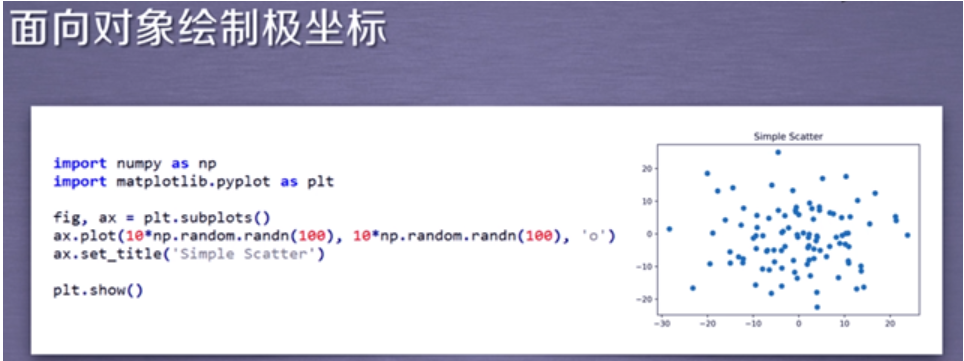 面向对象绘制极坐标
import numpy as np
import matplotlib.pyplot as plt
fig, ax = plt.subplots()
ax.plot(10*np.random.randn(100), 10*np.random.randn(100), 'o')
ax.set_title('Simple Scatter')
plt.show()
Simple Scatter
20
10
0
−10
−20
−30 −20 −10 0 10 20